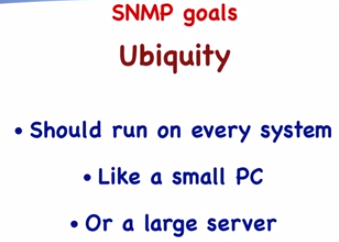 SNMP goals
Ubiquity
• Should run on every system
• Like a small PC
• Or a large server